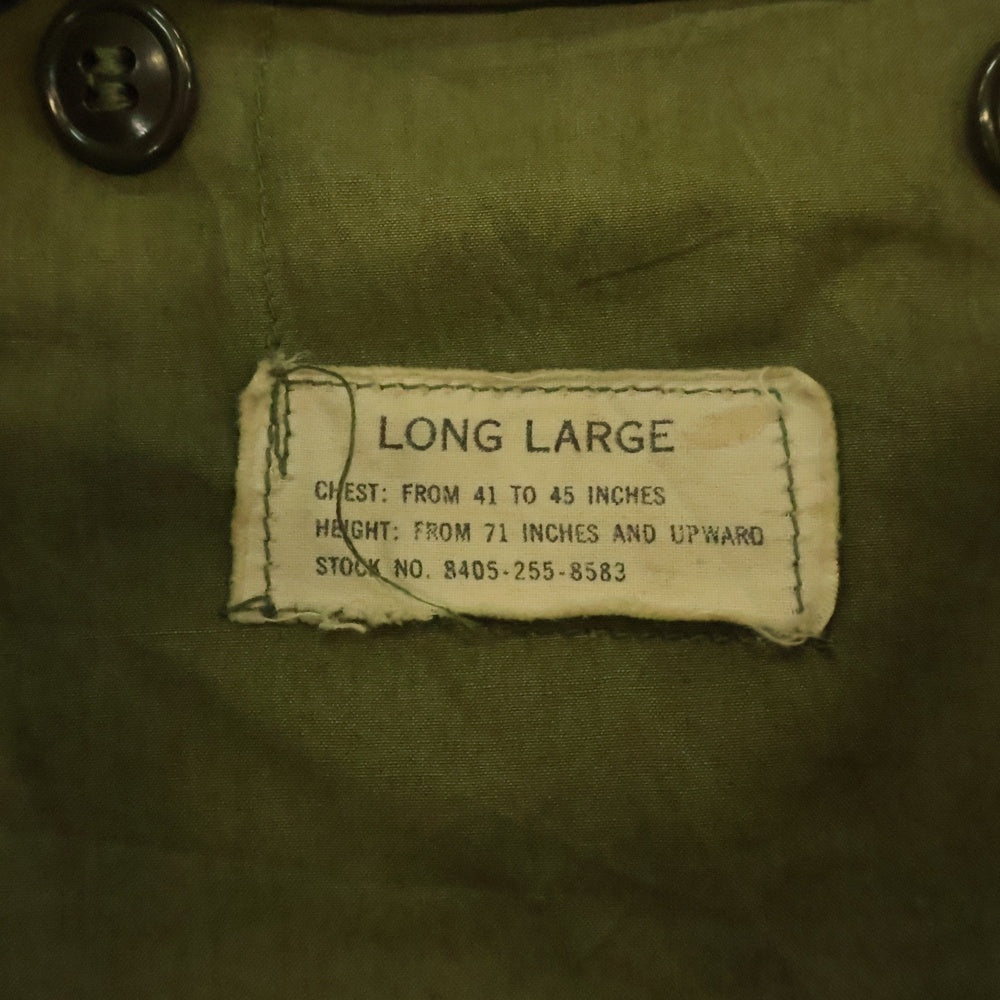 LONG LARGE
CHEST: FROM 41 TO 45 INCHES
HEIGHT: FROM 71 INCHES AND UPWARD
STOCK NO. 8405-255-8583